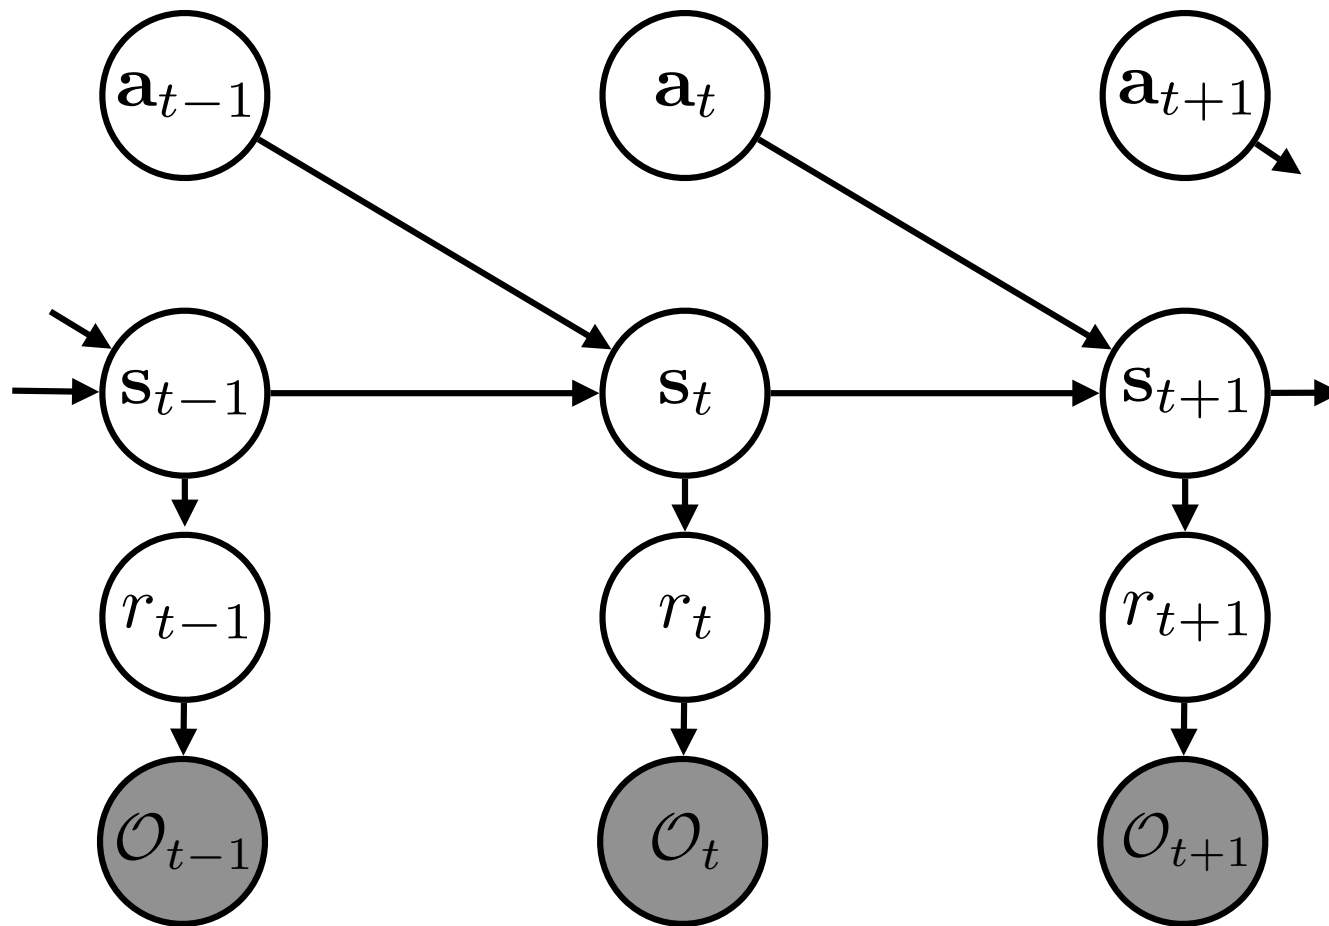 a_{t−1} a_t a_{t+1}
s_{t−1} s_t s_{t+1}
r_{t−1} r_t r_{t+1}
𝒪_{t−1} 𝒪_t 𝒪_{t+1}